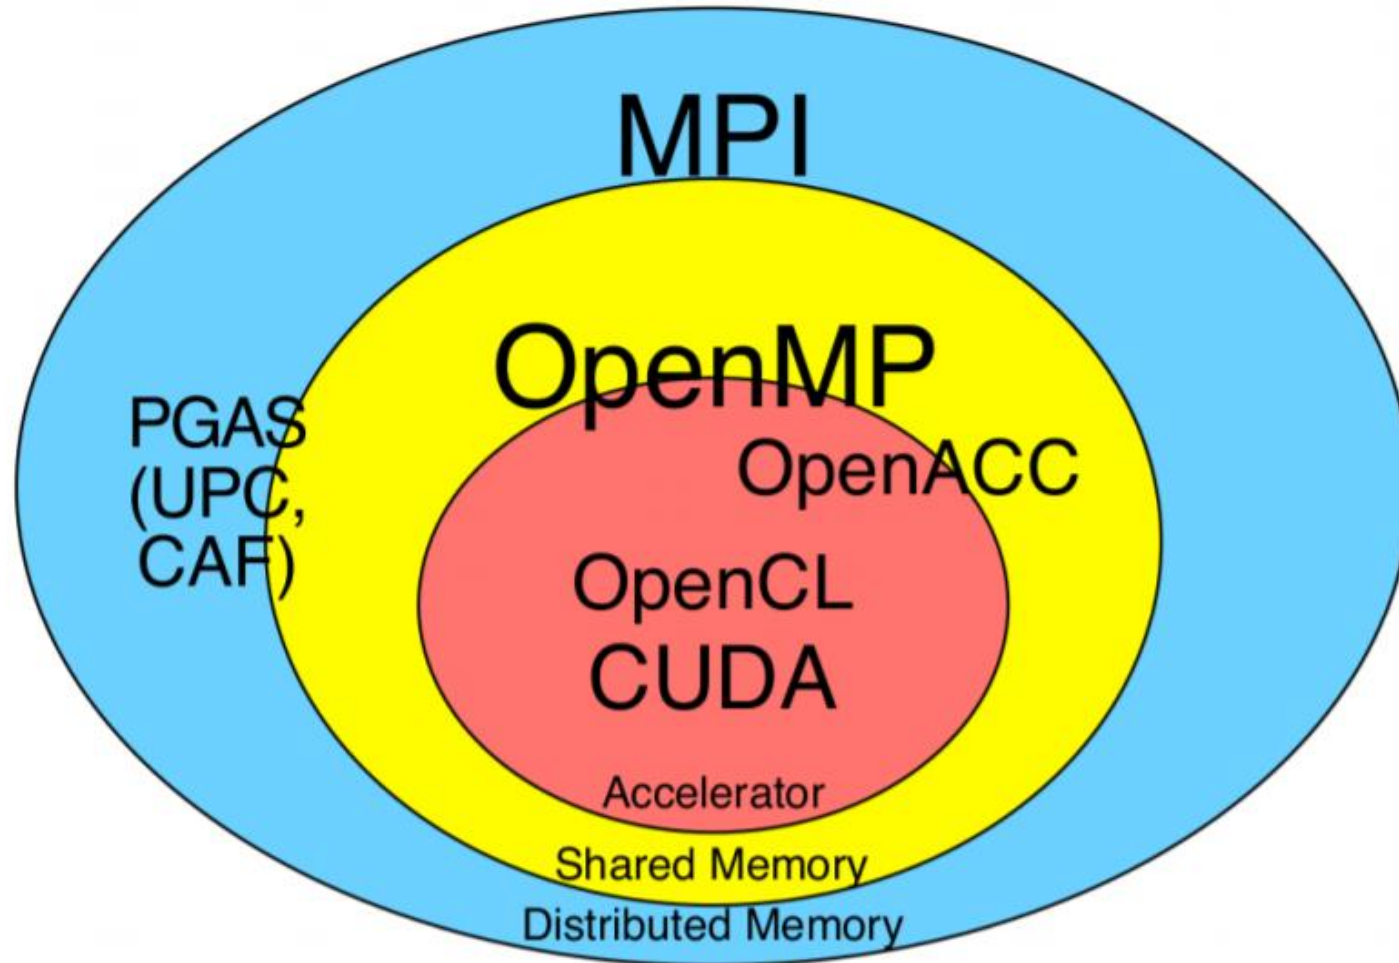 MPI
OpenMP
PGAS
(UPC,
CAF)
OpenACC
OpenCL
CUDA
Accelerator
Shared Memory
Distributed Memory